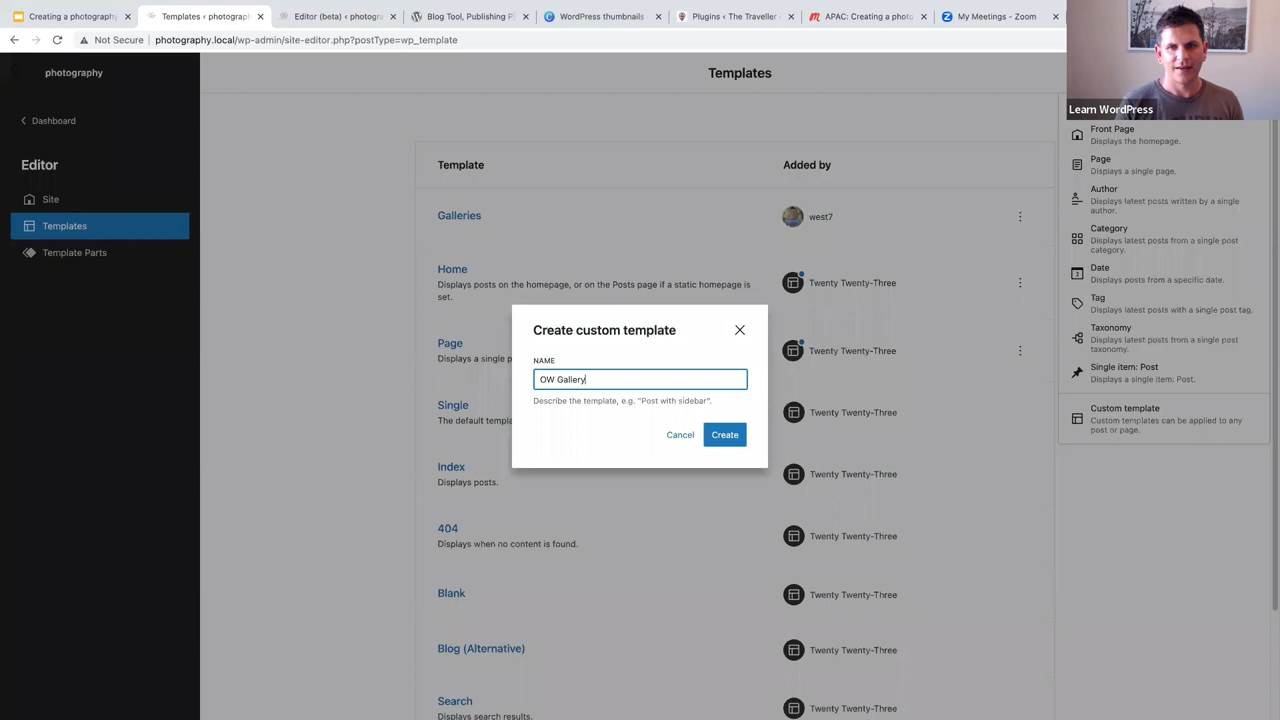 Creating a photography
Templates ‹ photograp
Editor (beta) ‹ photogra
Blog Tool, Publishing P
WordPress thumbnails
Plugins ‹ The Traveller
APAC: Creating a photo
My Meetings - Zoom
Not Secure
photography.local/wp-admin/site-editor.php?postType=wp_template
photography
Templates
Learn WordPress
Dashboard
Editor
Site
Templates
Template Parts
Template
Added by
Galleries
west7
Home
Displays posts on the homepage, or on the Posts page if a static homepage is
set.
Twenty Twenty-Three
Page
Displays a single p
Twenty Twenty-Three
Single
The default templa
Twenty Twenty-Three
Index
Displays posts.
Twenty Twenty-Three
404
Displays when no content is found.
Twenty Twenty-Three
Blank
Twenty Twenty-Three
Blog (Alternative)
Twenty Twenty-Three
Search
Displays search results.
Twenty Twenty-Three
Create custom template
NAME
OW Gallery
Describe the template, e.g. "Post with sidebar".
Cancel
Create
Front Page
Displays the homepage.
Page
Displays a single page.
Author
Displays latest posts written by a single
author.
Category
Displays latest posts from a single post
category.
Date
Displays posts from a specific date.
Tag
Displays latest posts with a single post tag.
Taxonomy
Displays latest posts from a single post
taxonomy.
Single item: Post
Displays a single item: Post.
Custom template
Custom templates can be applied to any
post or page.